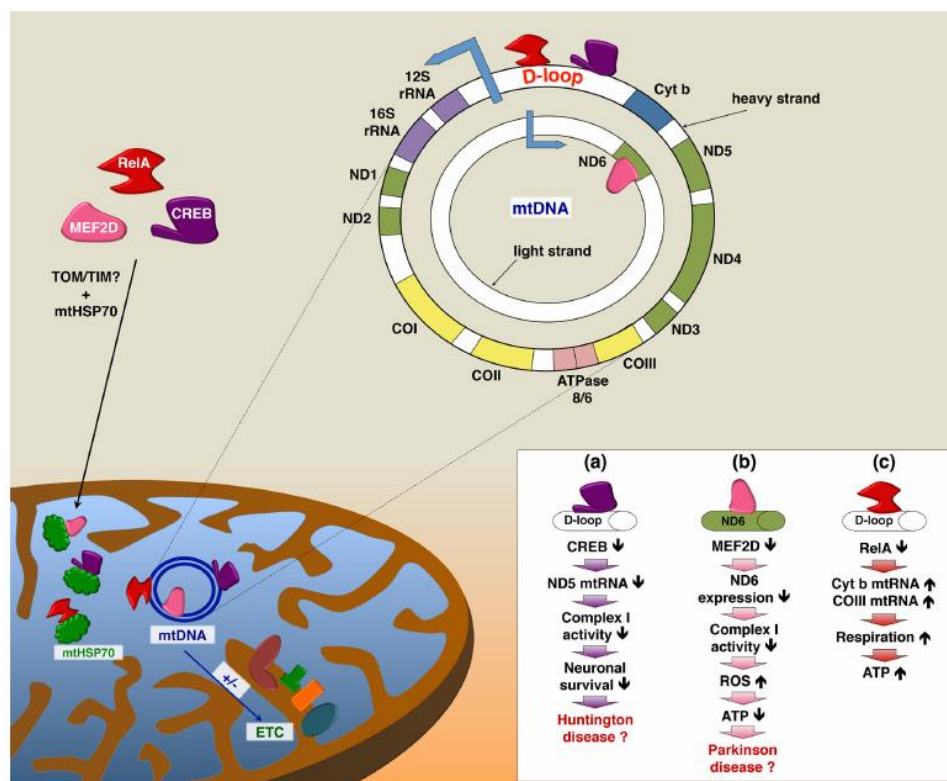 D-loop
12S
rRNA
16S
rRNA
Cyt b
heavy strand
ND5
ND6
ND1
ND2
mtDNA
ND4
light strand
ND3
COI
COII
ATPase
8/6
COIII
RelA
MEF2D
CREB
TOM/TIM?
+
mtHSP70
mtDNA
mtHSP70
+/-
ETC
(a)
D-loop
CREB ↓
ND5 mtRNA ↓
Complex I
activity ↓
Neuronal
survival ↓
Huntington
disease ?
(b)
ND6
MEF2D ↓
ND6
expression ↓
Complex I
activity ↓
ROS ↑
ATP ↓
Parkinson
disease ?
(c)
D-loop
RelA ↓
Cyt b mtRNA ↑
COIII mtRNA ↑
Respiration ↑
ATP ↑